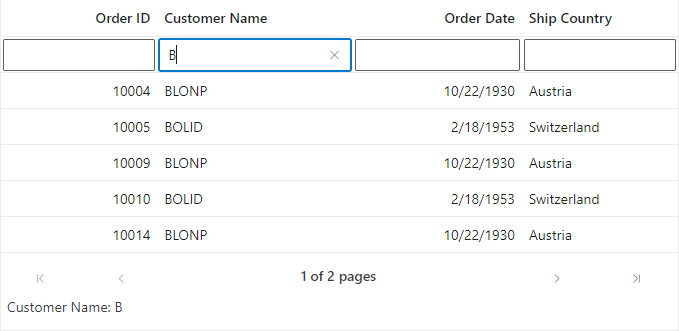 Order ID Customer Name Order Date Ship Country
B
10004 BLONP 10/22/1930 Austria
10005 BOLID 2/18/1953 Switzerland
10009 BLONP 10/22/1930 Austria
10010 BOLID 2/18/1953 Switzerland
10014 BLONP 10/22/1930 Austria
1 of 2 pages
Customer Name: B